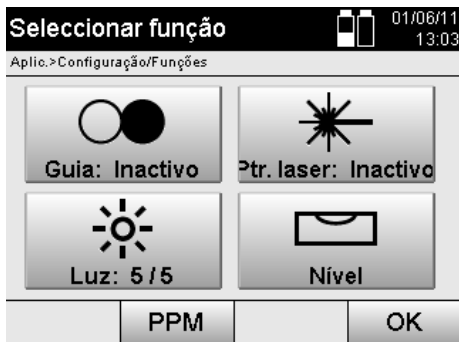 Seleccionar função
01/06/11
13:03
Aplic.>Configuração/Funções
Guia: Inactivo
Ptr. laser: Inactivo
Luz: 5/5
Nível
PPM
OK